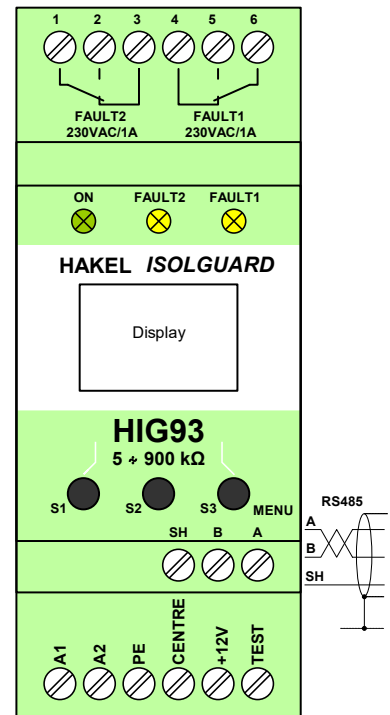 1 2 3 4 5 6
FAULT2 FAULT1
230VAC/1A 230VAC/1A
ON FAULT2 FAULT1
HAKEL ISOLGUARD
Display
HIG93
5 ÷ 900 kΩ
S1 S2 S3 MENU
RS485
SH B A
A
B
SH
A1 A2 PE CENTRE +12V TEST